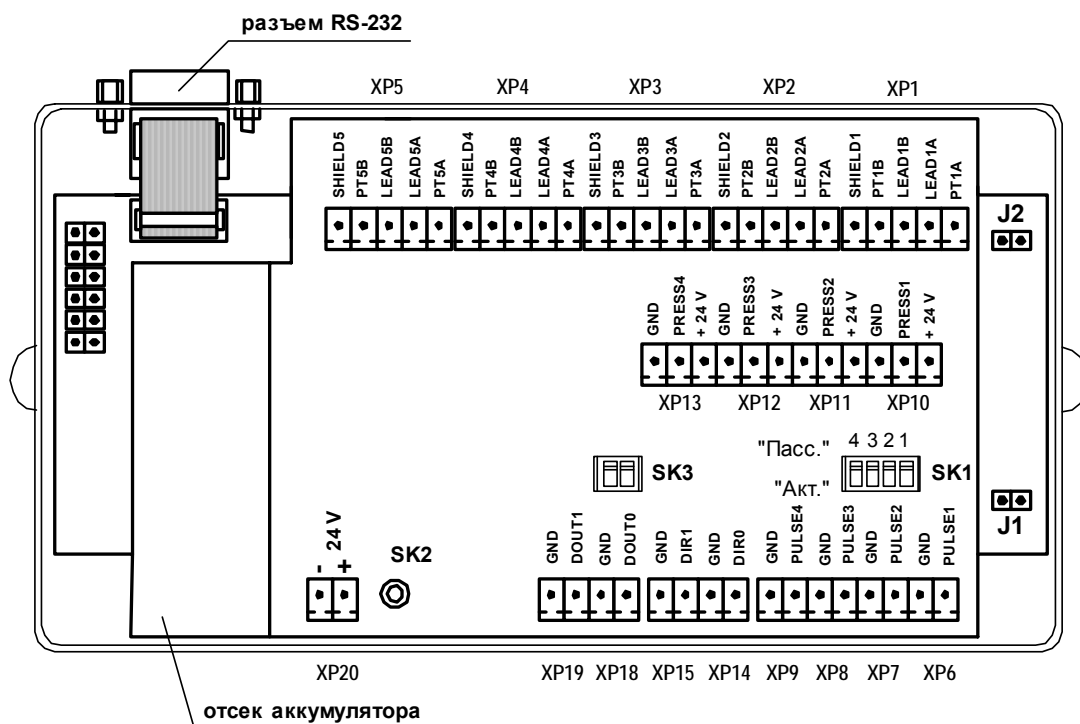 разъем RS-232
XP5 XP4 XP3 XP2 XP1
SHIELD5 PT5B LEAD5B LEAD5A PT5A SHIELD4 PT4B LEAD4B LEAD4A PT4A SHIELD3 PT3B LEAD3B LEAD3A PT3A SHIELD2 PT2B LEAD2B LEAD2A PT2A SHIELD1 PT1B LEAD1B LEAD1A PT1A
J2
GND PRESS4 + 24 V GND PRESS3 + 24 V GND PRESS2 + 24 V GND PRESS1 + 24 V
XP13 XP12 XP11 XP10
"Пасс." 4 3 2 1
SK3 SK1
"Акт."
J1
- + 24 V
SK2
GND DOUT1 GND DOUT0 GND DIR1 GND DIR0 GND PULSE4 GND PULSE3 GND PULSE2 GND PULSE1
XP20 XP19 XP18 XP15 XP14 XP9 XP8 XP7 XP6
отсек аккумулятора